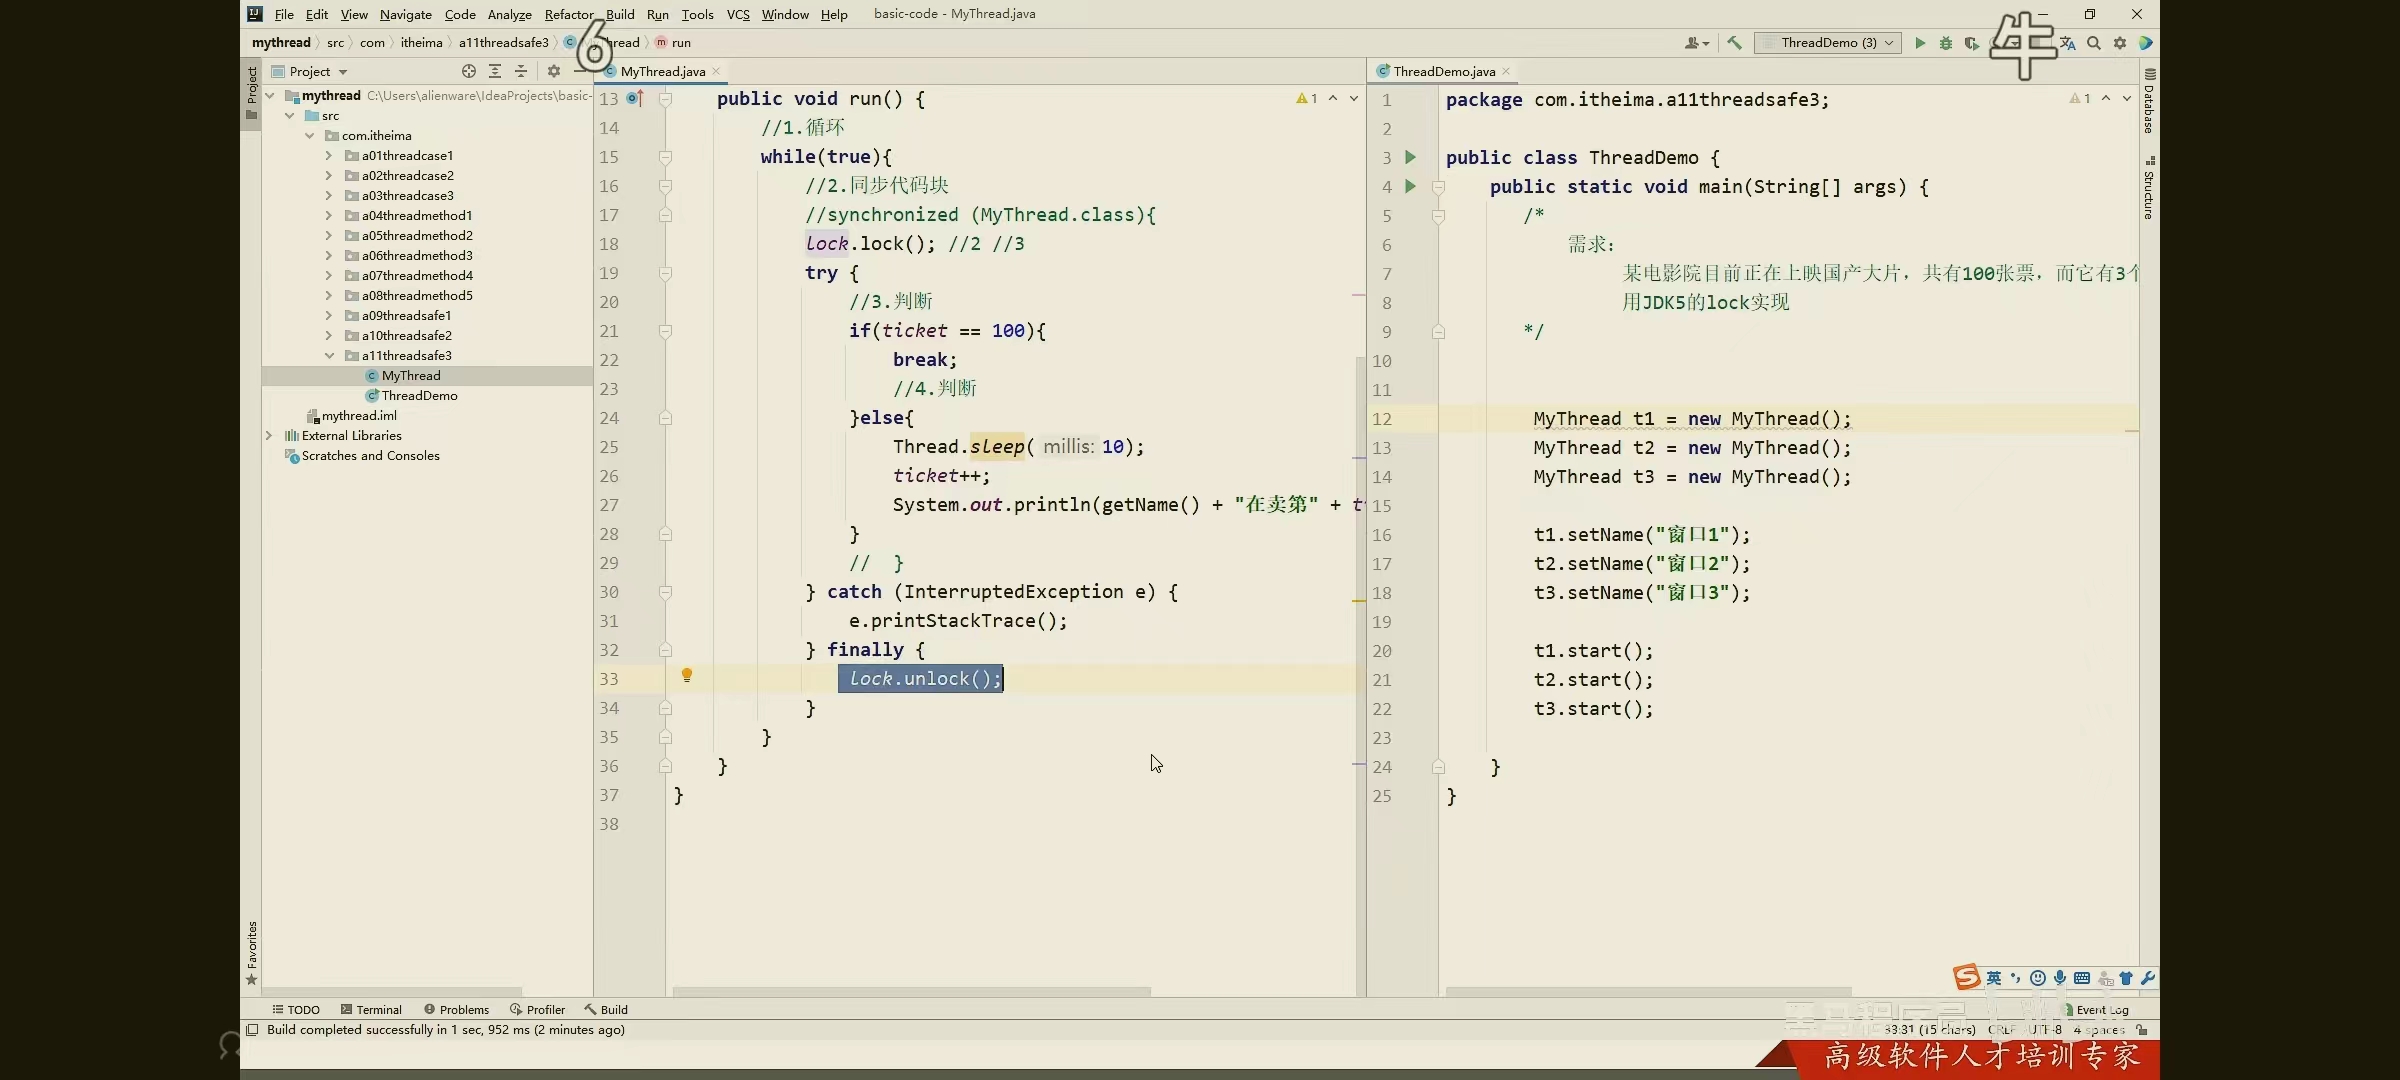 File Edit View Navigate Code Analyze Refactor Build Run Tools VCS Window Help basic-code - MyThread.java
mythread src com itheima a11threadsafe3 run
ThreadDemo (3)
6
牛
Project
MyThread.java
ThreadDemo.java
Project
mythread C:\Users\alienware\IdeaProjects\basic-
src
com.itheima
a01threadcase1
a02threadcase2
a03threadcase3
a04threadmethod1
a05threadmethod2
a06threadmethod3
a07threadmethod4
a08threadmethod5
a09threadsafe1
a10threadsafe2
a11threadsafe3
MyThread
ThreadDemo
mythread.iml
External Libraries
Scratches and Consoles
Favorites
1
13 public void run() {
14 //1.循环
15 while(true){
16 //2.同步代码块
17 //synchronized (MyThread.class){
18 lock.lock(); //2 //3
19 try {
20 //3.判断
21 if(ticket == 100){
22 break;
23 //4.判断
24 }else{
25 Thread.sleep( millis: 10);
26 ticket++;
27 System.out.println(getName() + "在卖第" + t
28 }
29 // }
30 } catch (InterruptedException e) {
31 e.printStackTrace();
32 } finally {
33 lock.unlock();
34 }
35 }
36 }
37 }
38
1
1 package com.itheima.a11threadsafe3;
2
3 public class ThreadDemo {
4 public static void main(String[] args) {
5 /*
6 需求：
7 某电影院目前正在上映国产大片，共有100张票，而它有3个
8 用JDK5的lock实现
9 */
10
11
12 MyThread t1 = new MyThread();
13 MyThread t2 = new MyThread();
14 MyThread t3 = new MyThread();
15
16 t1.setName("窗口1");
17 t2.setName("窗口2");
18 t3.setName("窗口3");
19
20 t1.start();
21 t2.start();
22 t3.start();
23
24 }
25 }
Database
Structure
英
TODO Terminal Problems Profiler Build
Event Log
Build completed successfully in 1 sec, 952 ms (2 minutes ago)
33:31 (15 chars) CRLF UTF-8 4 spaces
高级软件人才培训专家